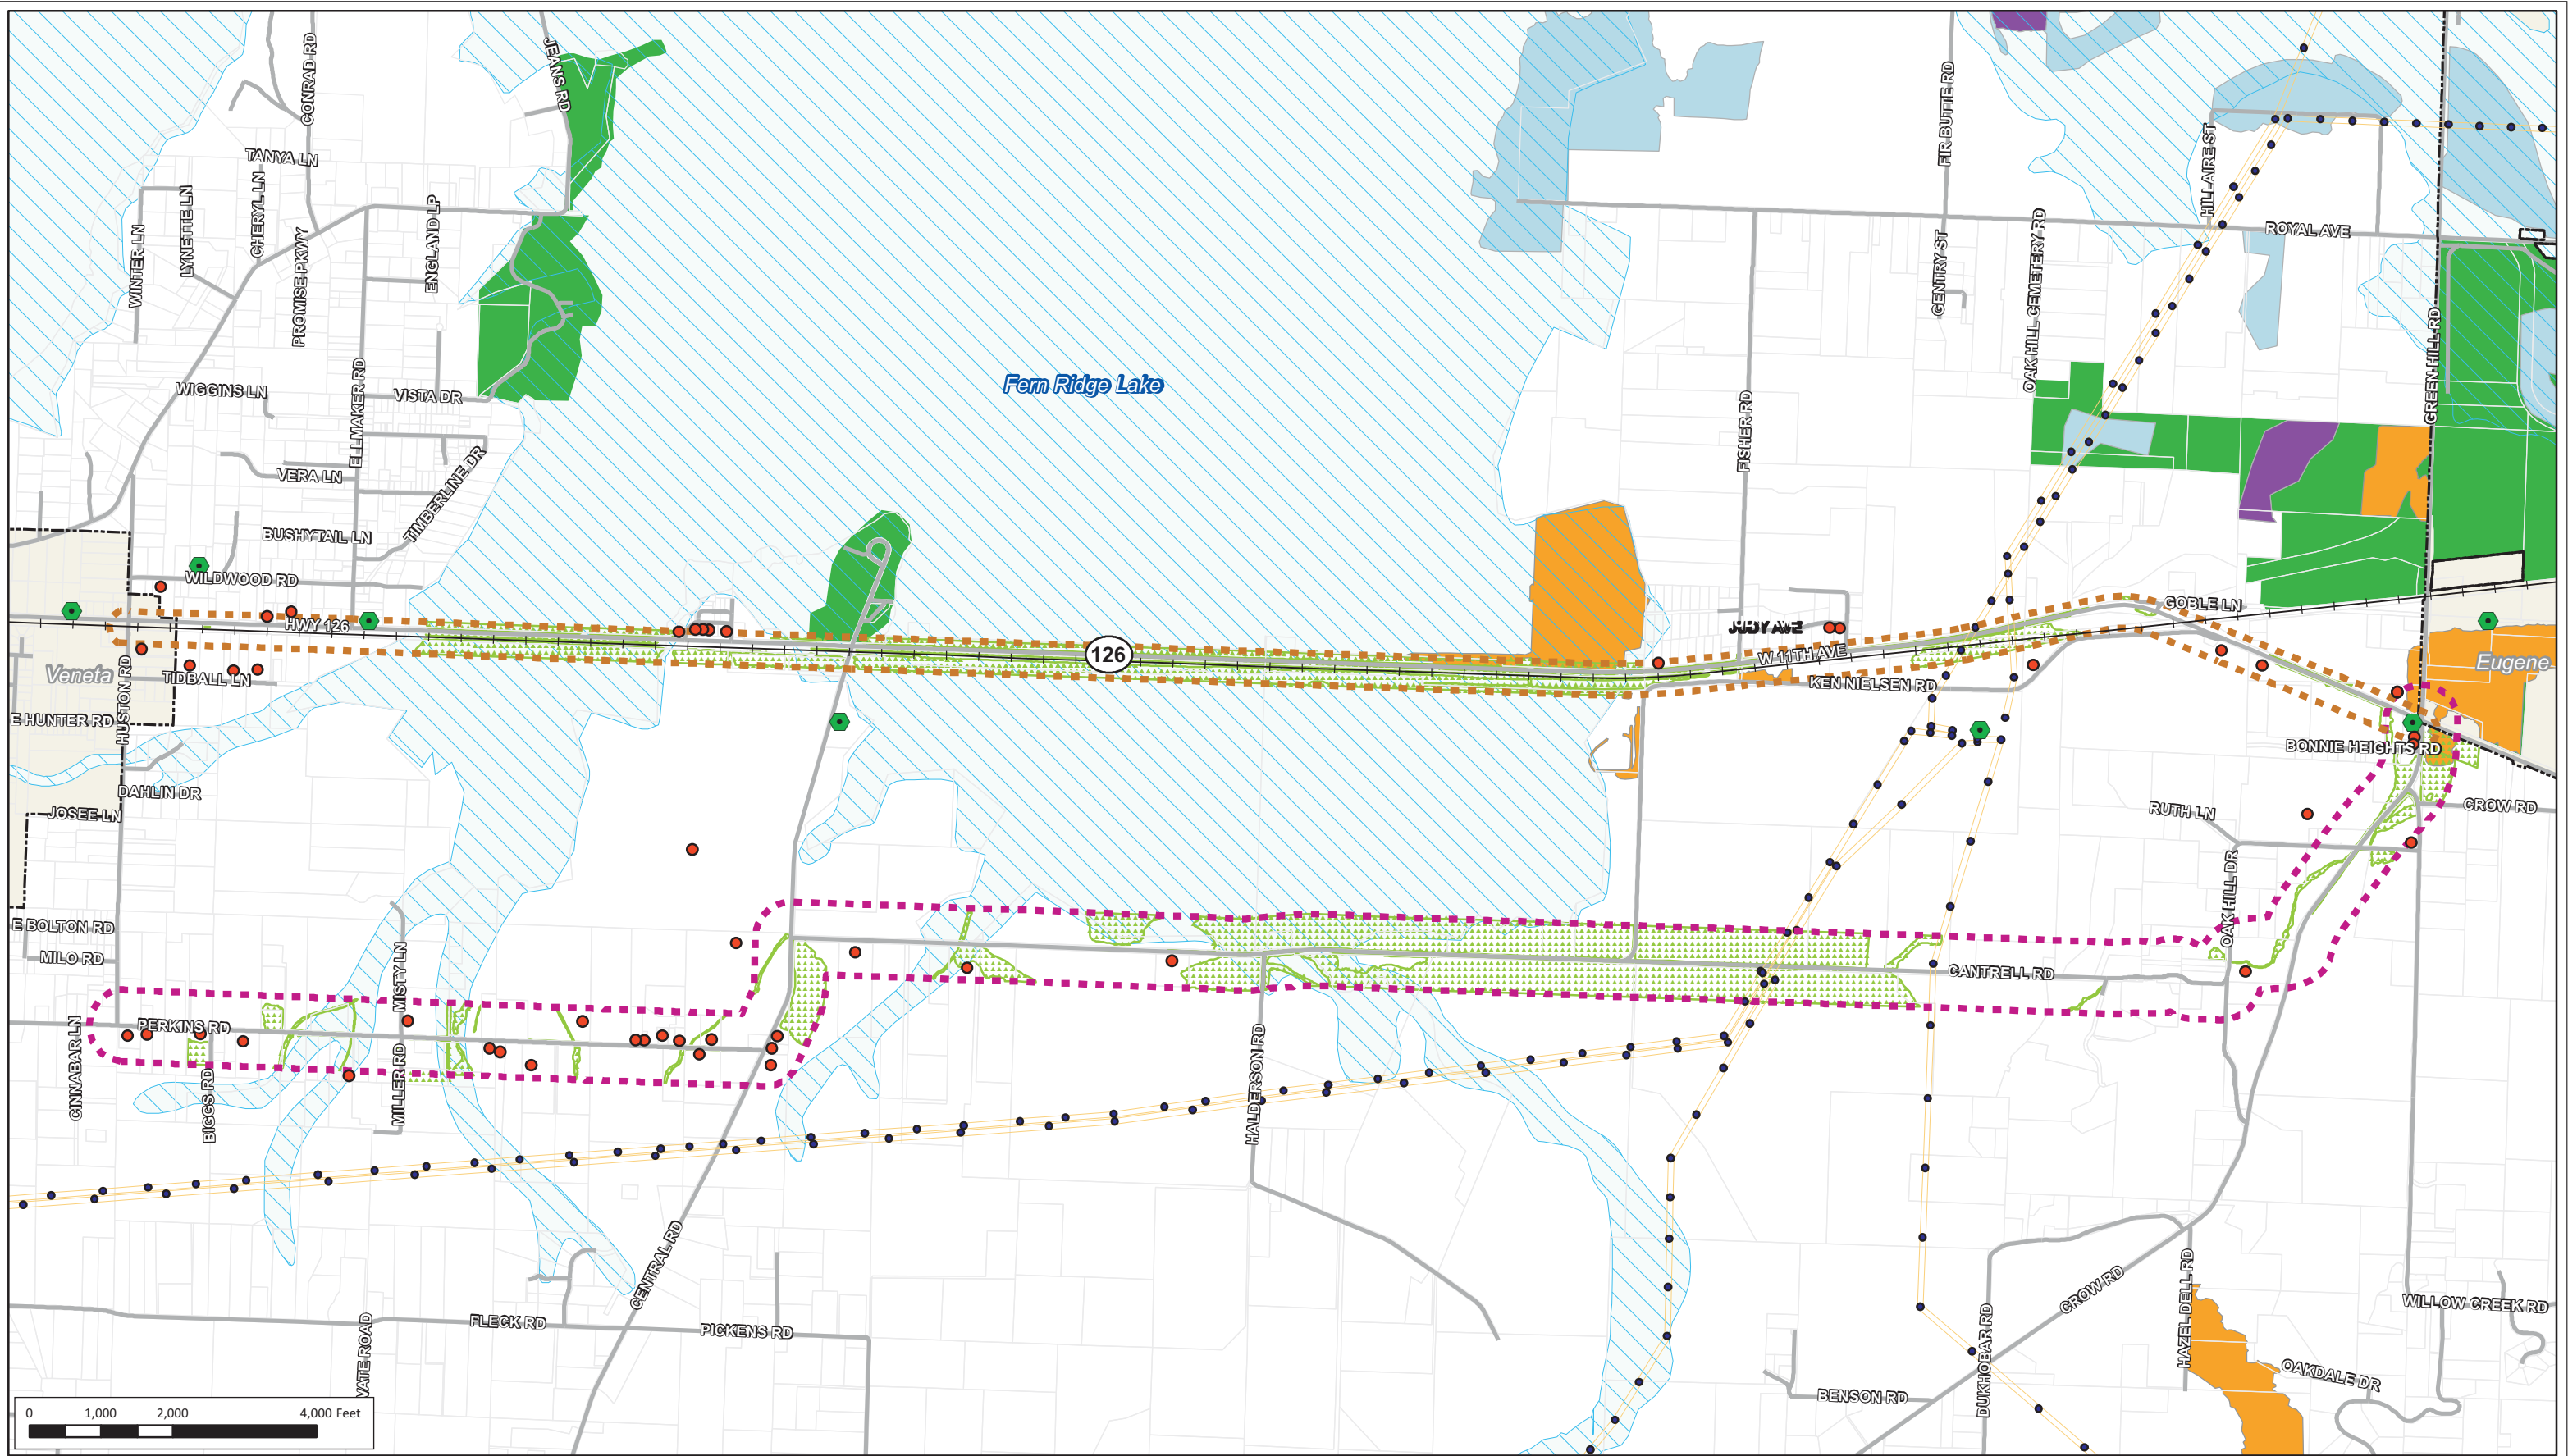 JEANS RD
CONRAD RD
FIR BUTTE RD
TANYA LN
HILLAIRE ST
CHERYL LN
LYNETTE LN
WINTER LN
ENGLAND LP
PROMISE PKWY
GENTRY ST
OAK HILL CEMETERY RD
ROYAL AVE
GREEN HILL RD
Fern Ridge Lake
WIGGINS LN
ELLMAKER RD
VISTA DR
FISHER RD
VERA LN
TIMBERLINE DR
BUSHYTAIL LN
WILDWOOD RD
HWY 126
GOBLE LN
JUDY AVE
126
W 11TH AVE
Eugene
Veneta
TIDBALL LN
HUSTON RD
KEN NIELSEN RD
E HUNTER RD
BONNIE HEIGHTS RD
DAHLIN DR
JOSEE LN
CROW RD
RUTH LN
OAK HILL DR
E BOLTON RD
MILO RD
MISTY LN
CANTRELL RD
PERKINS RD
CINNABAR LN
BIGGS RD
MILLER RD
HALDERSON RD
CENTRAL RD
CROW RD
HAZEL DELL RD
WILLOW CREEK RD
FLECK RD
PICKENS RD
VATE ROAD
DUKHOBAR RD
OAKDALE DR
BENSON RD
0 1,000 2,000 4,000 Feet